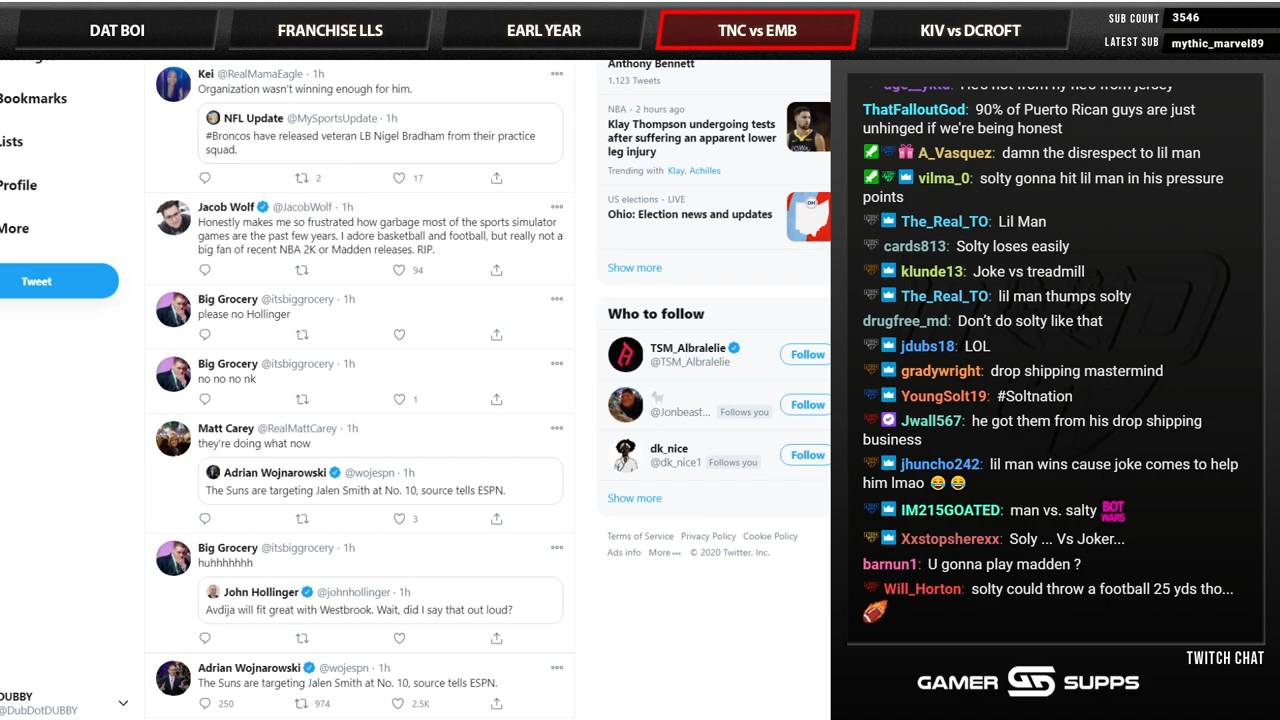 DAT BOI
FRANCHISE LLS
EARL YEAR
TNC vs EMB
KIV vs DCROFT
SUB COUNT
3546
LATEST SUB
mythic_marvel89
Bookmarks
Lists
Profile
More
Tweet
DUBBY
@DubDotDUBBY
Kei @RealMamaEagle · 1h
Organization wasn't winning enough for him.
NFL Update @MySportsUpdate · 1h
#Broncos have released veteran LB Nigel Bradham from their practice
squad.
2
17
Jacob Wolf @JacobWolf · 1h
Honestly makes me so frustrated how garbage most of the sports simulator
games are the past few years. I adore basketball and football, but really not a
big fan of recent NBA 2K or Madden releases. RIP.
94
Big Grocery @itsbiggrocery · 1h
please no Hollinger
Big Grocery @itsbiggrocery · 1h
no no no nk
1
Matt Carey @RealMattCarey · 1h
they're doing what now
Adrian Wojnarowski @wojespn · 1h
The Suns are targeting Jalen Smith at No. 10, source tells ESPN.
3
Big Grocery @itsbiggrocery · 1h
huhhhhhhh
John Hollinger @johnhollinger · 1h
Avdija will fit great with Westbrook. Wait, did I say that out loud?
Adrian Wojnarowski @wojespn · 1h
The Suns are targeting Jalen Smith at No. 10, source tells ESPN.
250
974
2.5K
Anthony Bennett
1,123 Tweets
NBA · 2 hours ago
Klay Thompson undergoing tests
after suffering an apparent lower
leg injury
Trending with Klay, Achilles
US elections · LIVE
Ohio: Election news and updates
OH
Show more
Who to follow
TSM_Albralelie
@TSM_Albralelie
Follow
@Jonbeast... Follows you
Follow
dk_nice
@dk_nice1 Follows you
Follow
Show more
Terms of Service Privacy Policy Cookie Policy
Ads info More··· © 2020 Twitter, Inc.
ThatFalloutGod: 90% of Puerto Rican guys are just
unhinged if we're being honest
A_Vasquez: damn the disrespect to lil man
vilma_0: solty gonna hit lil man in his pressure
points
The_Real_TO: Lil Man
cards813: Solty loses easily
klunde13: Joke vs treadmill
The_Real_TO: lil man thumps solty
drugfree_md: Don't do solty like that
jdubs18: LOL
gradywright: drop shipping mastermind
YoungSolt19: #Soltnation
Jwall567: he got them from his drop shipping
business
jhuncho242: lil man wins cause joke comes to help
him lmao 😂 😂
IM215GOATED: man vs. salty BOT WARS
Xxstopsherexx: Soly ... Vs Joker...
barnun1: U gonna play madden ?
Will_Horton: solty could throw a football 25 yds tho...
TWITCH CHAT
GAMER SUPPS